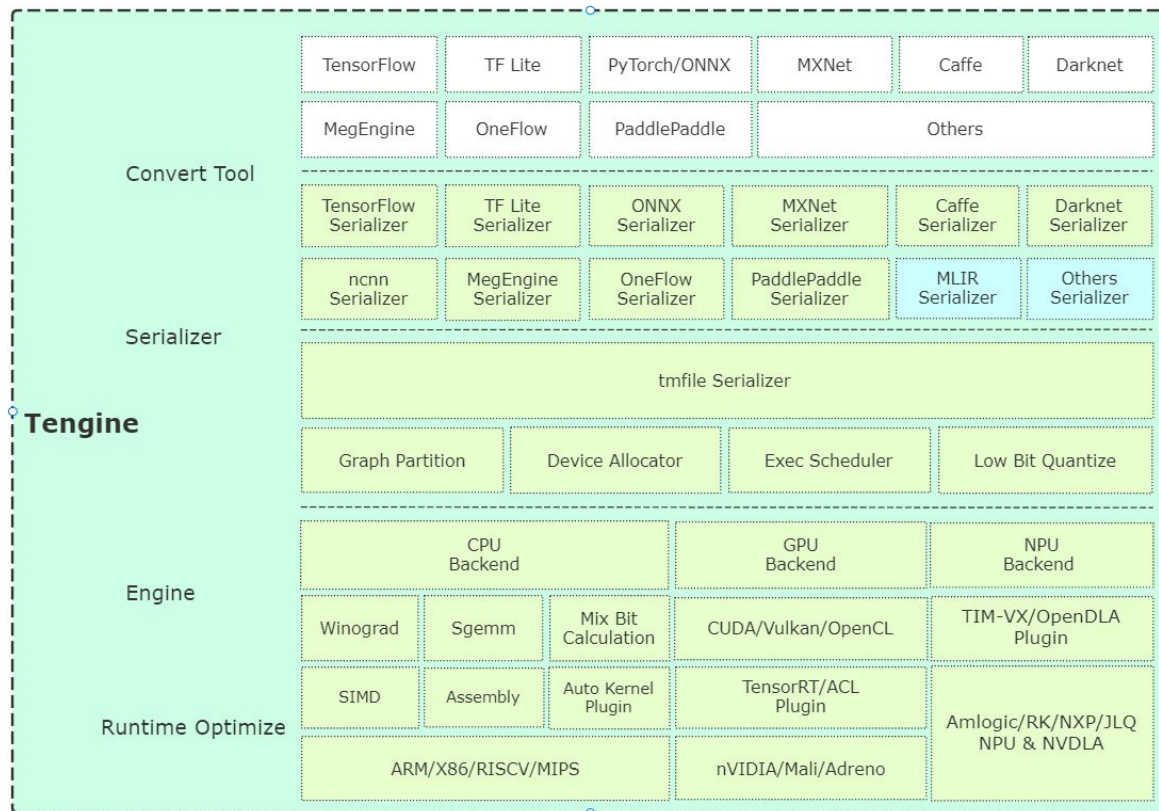 TensorFlow
TF Lite
PyTorch/ONNX
MXNet
Caffe
Darknet
MegEngine
OneFlow
PaddlePaddle
Others
Convert Tool
TensorFlow
Serializer
TF Lite
Serializer
ONNX
Serializer
MXNet
Serializer
Caffe
Serializer
Darknet
Serializer
ncnn
Serializer
MegEngine
Serializer
OneFlow
Serializer
PaddlePaddle
Serializer
MLIR
Serializer
Others
Serializer
Serializer
tmfile Serializer
Tengine
Graph Partition
Device Allocator
Exec Scheduler
Low Bit Quantize
CPU
Backend
GPU
Backend
NPU
Backend
Engine
Winograd
Sgemm
Mix Bit
Calculation
CUDA/Vulkan/OpenCL
TIM-VX/OpenDLA
Plugin
SIMD
Assembly
Auto Kernel
Plugin
TensorRT/ACL
Plugin
Amlogic/RK/NXP/JLQ
NPU & NVDLA
Runtime Optimize
ARM/X86/RISCV/MIPS
nVIDIA/Mali/Adreno